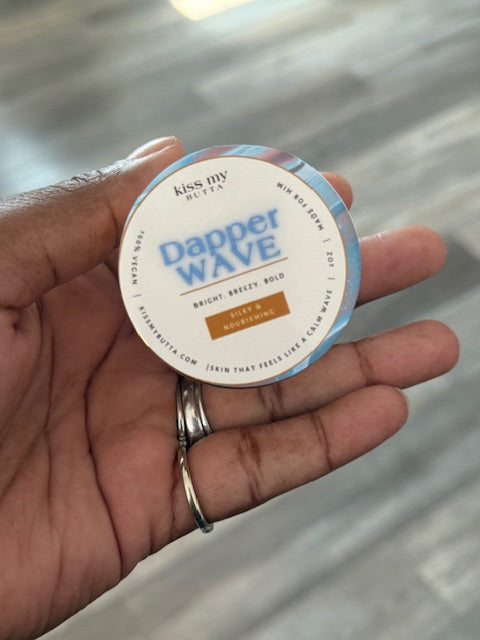 kiss my
BUTTA
Dapper
WAVE
BRIGHT. BREEZY. BOLD
SILKY &
NOURISHING
100% VEGAN | KISSMYBUTTA.COM |SKIN THAT FEELS LIKE A CALM WAVE | 2OZ | MADE FOR HIM